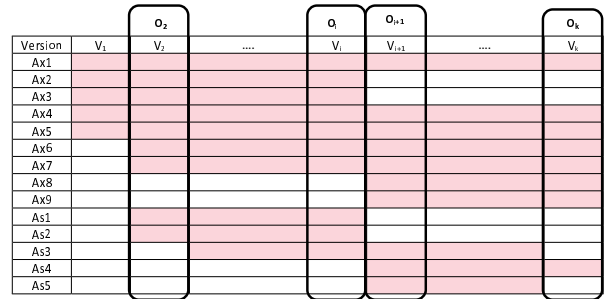 O₂ Oᵢ Oᵢ₊₁ Oₖ
Version V₁ V₂ .... Vᵢ Vᵢ₊₁ .... Vₖ
Ax1
Ax2
Ax3
Ax4
Ax5
Ax6
Ax7
Ax8
Ax9
As1
As2
As3
As4
As5